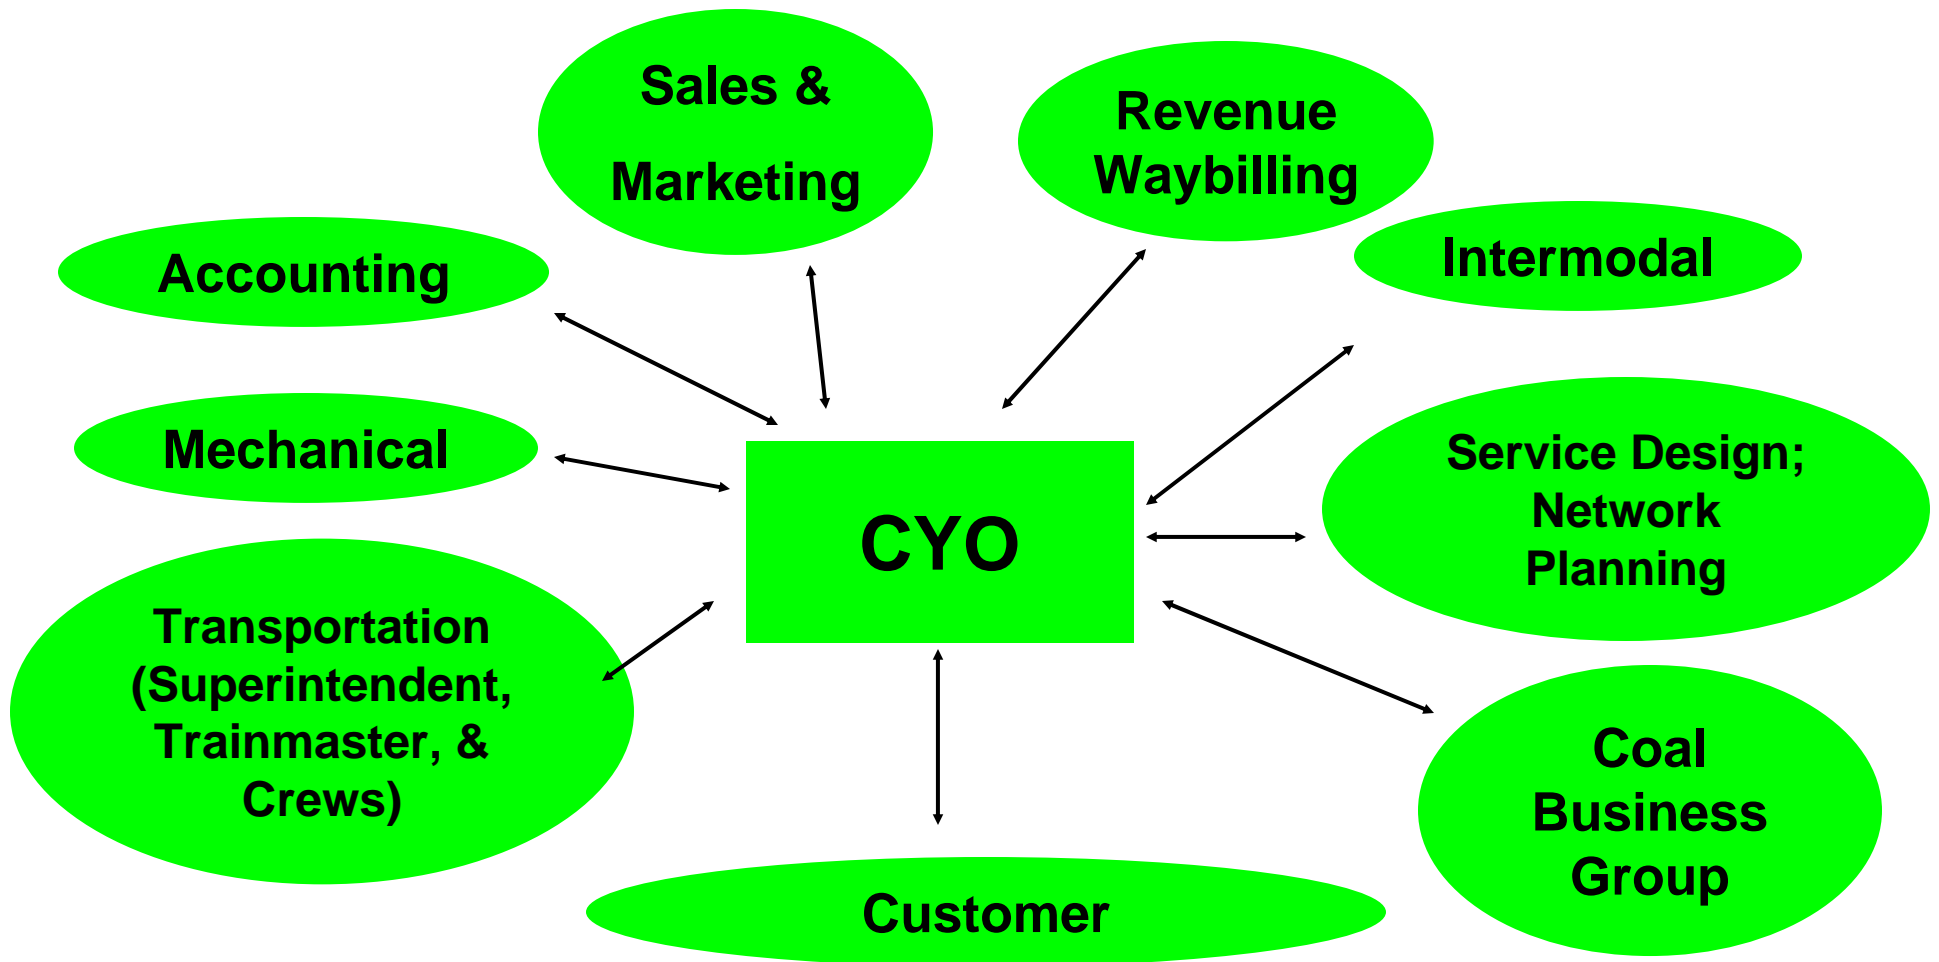 Sales &
Marketing
Revenue
Waybilling
Accounting
Intermodal
Mechanical
Service Design;
Network
Planning
CYO
Transportation
(Superintendent,
Trainmaster, &
Crews)
Coal
Business
Group
Customer